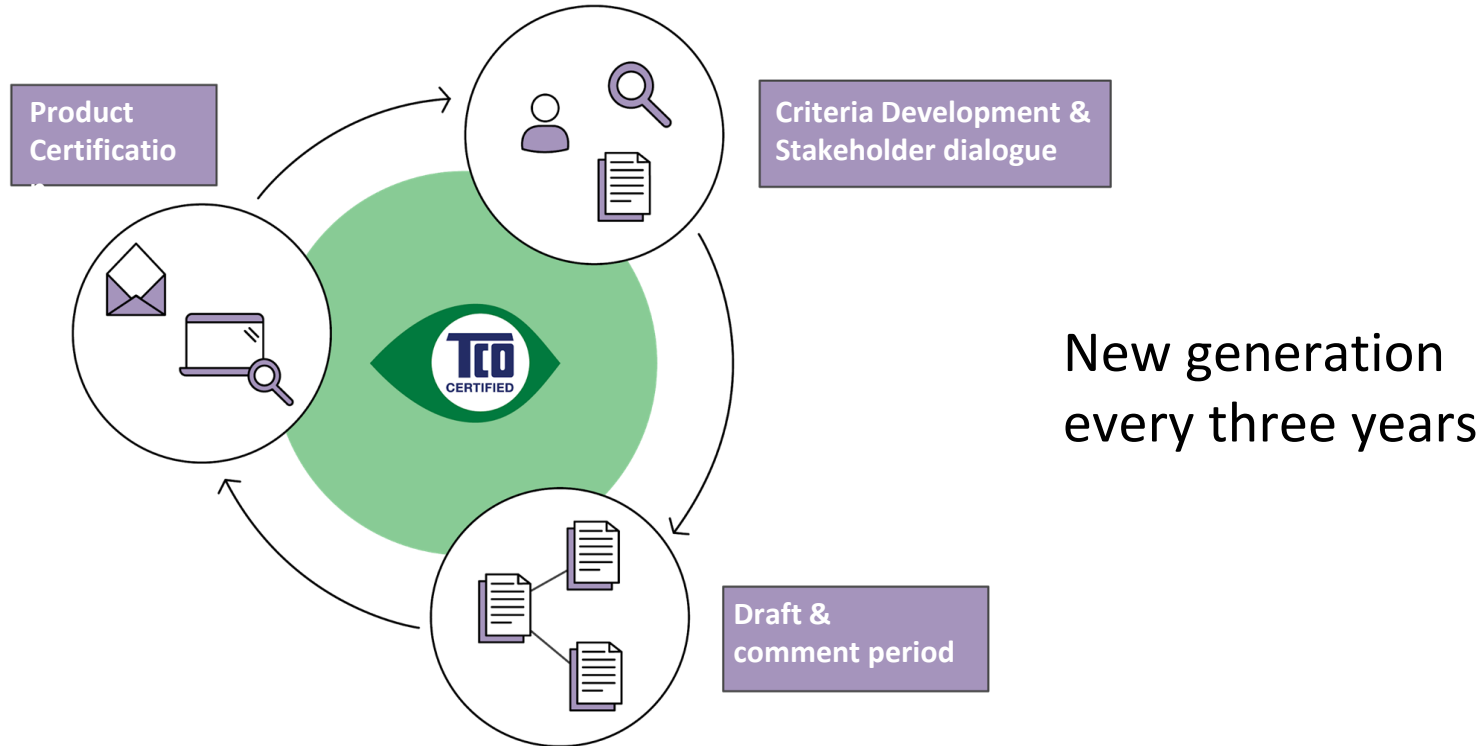 Product
Certificatio
n
Criteria Development &
Stakeholder dialogue
TCO
CERTIFIED
New generation
every three years
Draft &
comment period